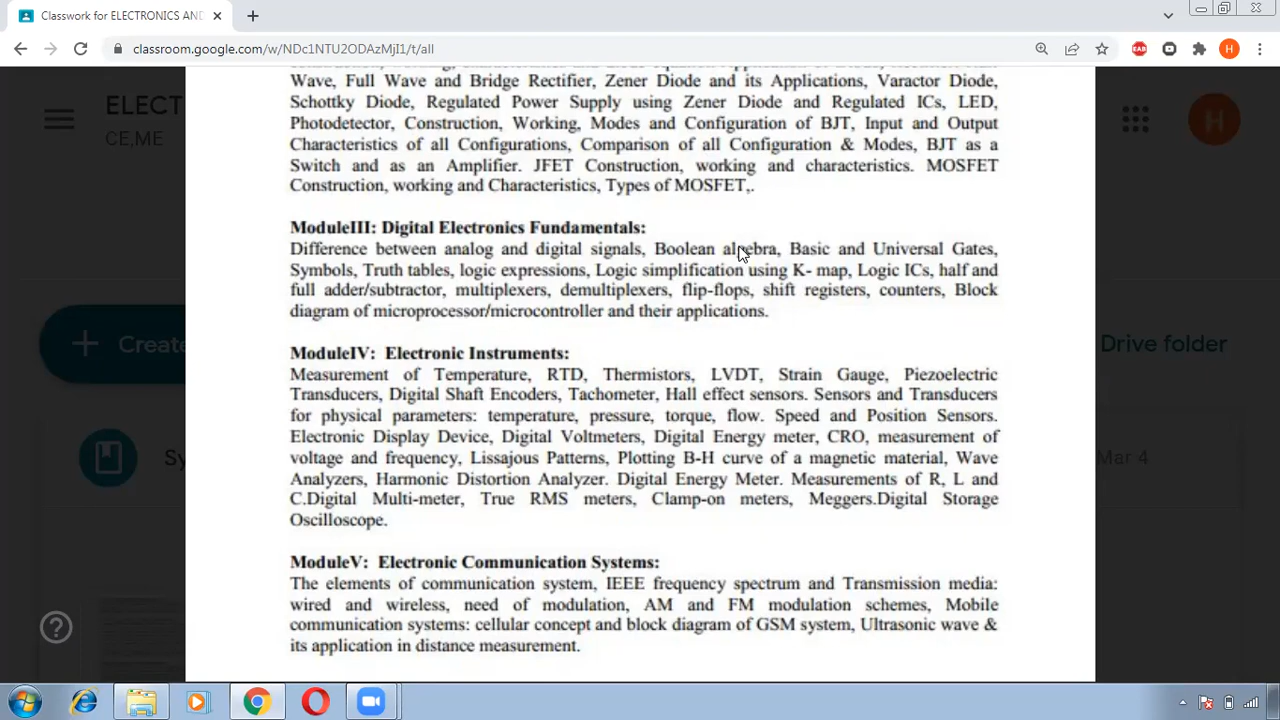 Classwork for ELECTRONICS AND
classroom.google.com/w/NDc1NTU2ODAzMjI1/t/all
EAD
H
ELECT
CE,ME
H
Wave, Full Wave and Bridge Rectifier, Zener Diode and its Applications, Varactor Diode,
Schottky Diode, Regulated Power Supply using Zener Diode and Regulated ICs, LED,
Photodetector, Construction, Working, Modes and Configuration of BJT, Input and Output
Characteristics of all Configurations, Comparison of all Configuration & Modes, BJT as a
Switch and as an Amplifier. JFET Construction, working and characteristics. MOSFET
Construction, working and Characteristics, Types of MOSFET,.
ModuleIII: Digital Electronics Fundamentals:
Difference between analog and digital signals, Boolean algebra, Basic and Universal Gates,
Symbols, Truth tables, logic expressions, Logic simplification using K- map, Logic ICs, half and
full adder/subtractor, multiplexers, demultiplexers, flip-flops, shift registers, counters, Block
diagram of microprocessor/microcontroller and their applications.
Create
Drive folder
ModuleIV: Electronic Instruments:
Measurement of Temperature, RTD, Thermistors, LVDT, Strain Gauge, Piezoelectric
Transducers, Digital Shaft Encoders, Tachometer, Hall effect sensors. Sensors and Transducers
for physical parameters: temperature, pressure, torque, flow. Speed and Position Sensors.
Electronic Display Device, Digital Voltmeters, Digital Energy meter, CRO, measurement of
voltage and frequency, Lissajous Patterns, Plotting B-H curve of a magnetic material, Wave
Analyzers, Harmonic Distortion Analyzer. Digital Energy Meter. Measurements of R, L and
C.Digital Multi-meter, True RMS meters, Clamp-on meters, Meggers.Digital Storage
Oscilloscope.
Sy
Mar 4
ModuleV: Electronic Communication Systems:
The elements of communication system, IEEE frequency spectrum and Transmission media:
wired and wireless, need of modulation, AM and FM modulation schemes, Mobile
communication systems: cellular concept and block diagram of GSM system, Ultrasonic wave &
its application in distance measurement.